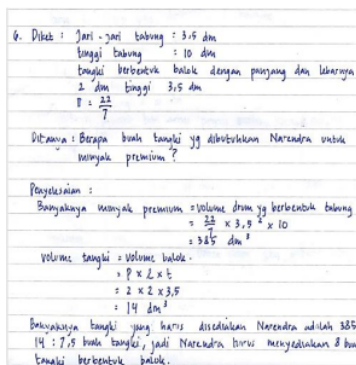 6. Diket : Jari-jari tabung : 3,5 dm
tinggi tabung : 10 dm
tangki berbentuk balok dengan panjang dan lebarnya
2 dm tinggi 3,5 dm
π = 22/7
Ditanya : Berapa buah tangki yg dibutuhkan Narendra untuk
minyak premium ?
Penyelesaian :
Banyaknya minyak premium = volume drum yg berbentuk tabung
= 22/7 × 3,5² × 10
= 385 dm³
volume tangki = volume balok.
= P × L × t
= 2 × 2 × 3,5
= 14 dm³
Banyaknya tangki yang harus disediakan Narendra adalah 385
14 : 7,5 buah tangki, jadi Narendra harus menyediakan 8 bua
tangki berbentuk balok.